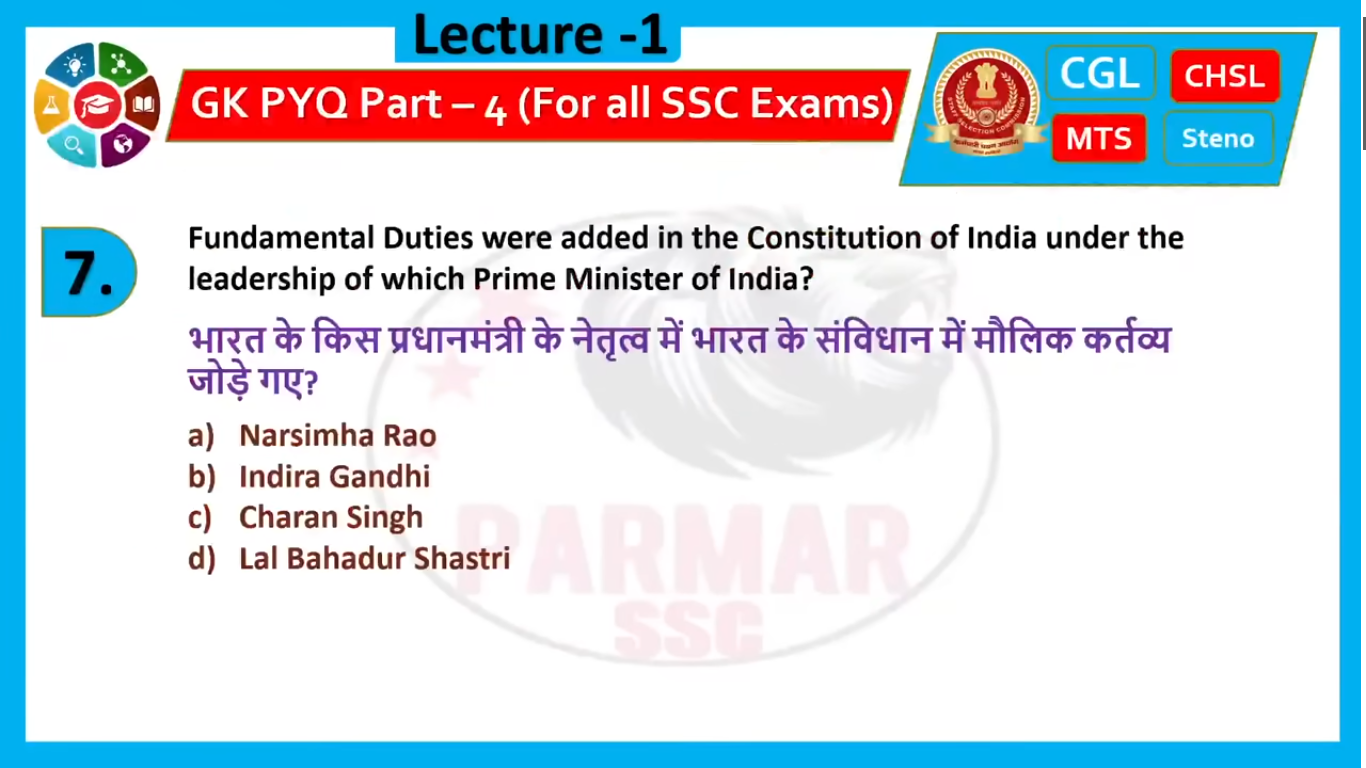 Lecture -1
GK PYQ Part – 4 (For all SSC Exams)
CGL
CHSL
MTS
Steno
7.
Fundamental Duties were added in the Constitution of India under the
leadership of which Prime Minister of India?
भारत के किस प्रधानमंत्री के नेतृत्व में भारत के संविधान में मौलिक कर्तव्य
जोड़े गए?
a) Narsimha Rao
b) Indira Gandhi
c) Charan Singh
d) Lal Bahadur Shastri
PARMAR
SSC